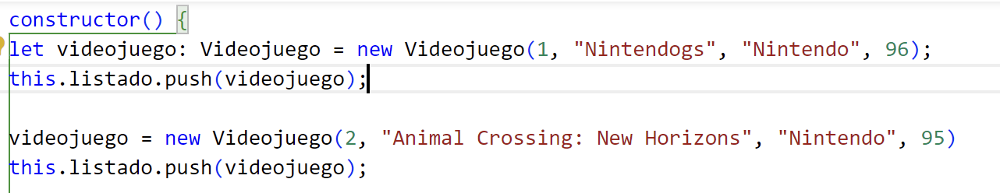 constructor() {
let videojuego: Videojuego = new Videojuego(1, "Nintendogs", "Nintendo", 96);
this.listado.push(videojuego);
videojuego = new Videojuego(2, "Animal Crossing: New Horizons", "Nintendo", 95)
this.listado.push(videojuego);